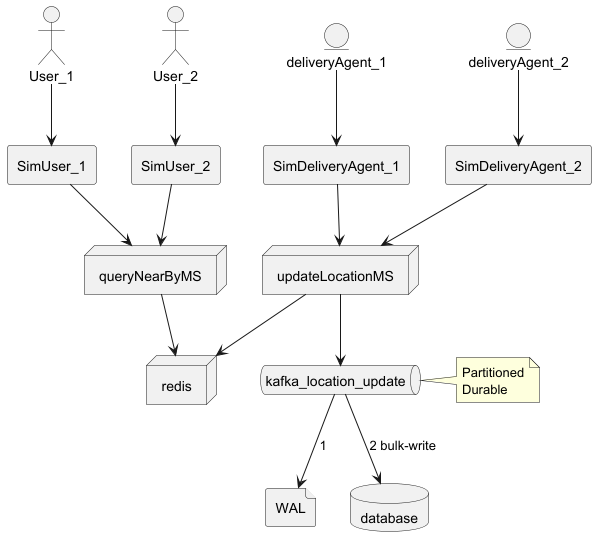 User_1
User_2
deliveryAgent_1
deliveryAgent_2
SimUser_1
SimUser_2
SimDeliveryAgent_1
SimDeliveryAgent_2
queryNearByMS
updateLocationMS
redis
kafka_location_update
Partitioned
Durable
1
2 bulk-write
WAL
database